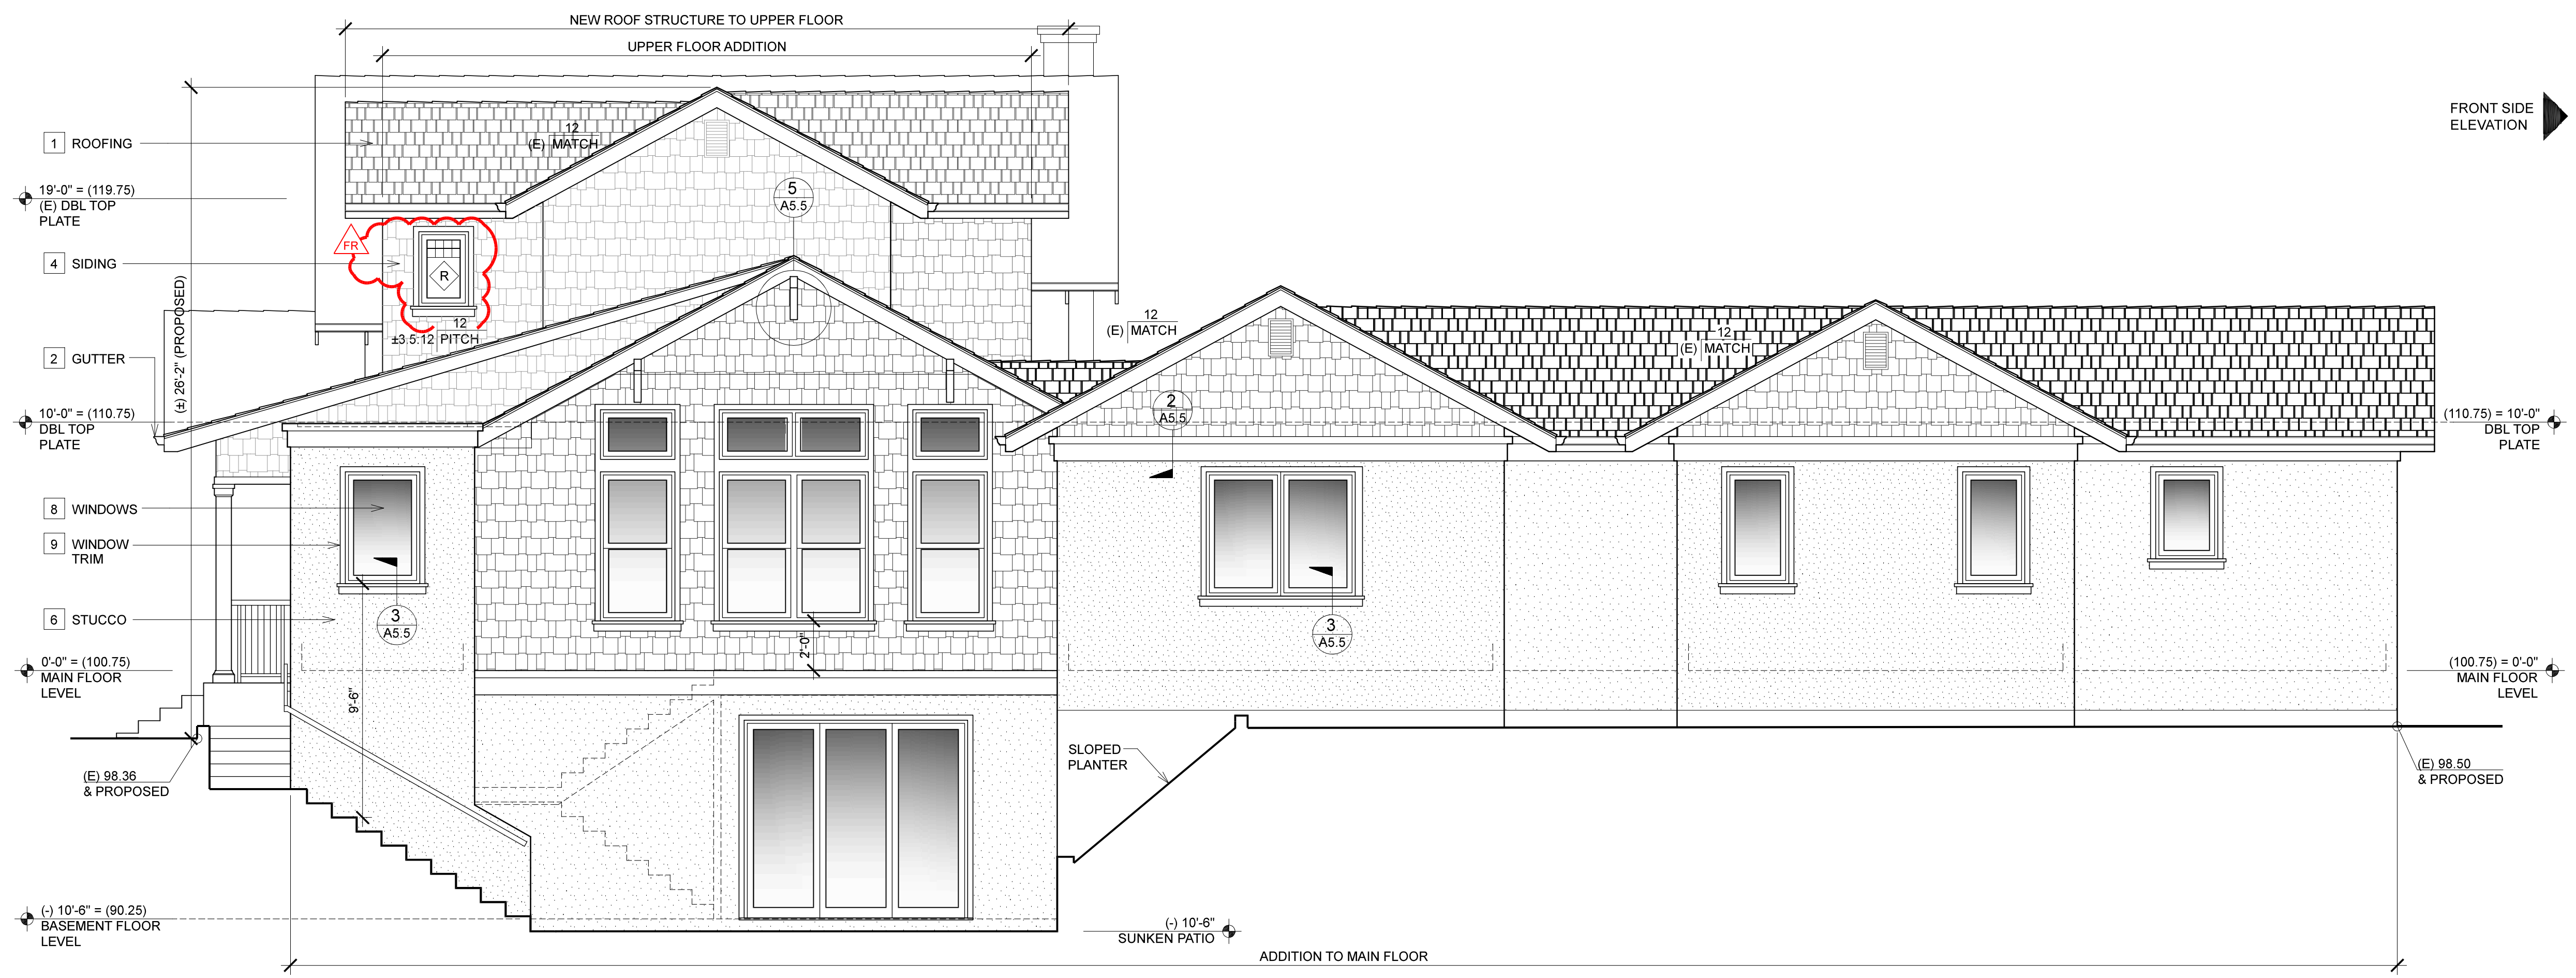 NEW ROOF STRUCTURE TO UPPER FLOOR
UPPER FLOOR ADDITION
FRONT SIDE
ELEVATION
1 ROOFING
12
(E) MATCH
19'-0" = (119.75)
(E) DBL TOP
PLATE
5
A5.5
FR
4 SIDING
R
(±) 26'-2" (PROPOSED)
12
±3.5:12 PITCH
12
(E) MATCH
12
(E) MATCH
2 GUTTER
2
A5.5
10'-0" = (110.75)
DBL TOP
PLATE
(110.75) = 10'-0"
DBL TOP
PLATE
8 WINDOWS
9 WINDOW
TRIM
6 STUCCO
3
A5.5
3
A5.5
2'-0"
0'-0" = (100.75)
MAIN FLOOR
LEVEL
(100.75) = 0'-0"
MAIN FLOOR
LEVEL
9'-6"
SLOPED
PLANTER
(E) 98.36
& PROPOSED
(E) 98.50
& PROPOSED
(-) 10'-6" = (90.25)
BASEMENT FLOOR
LEVEL
(-) 10'-6"
SUNKEN PATIO
ADDITION TO MAIN FLOOR